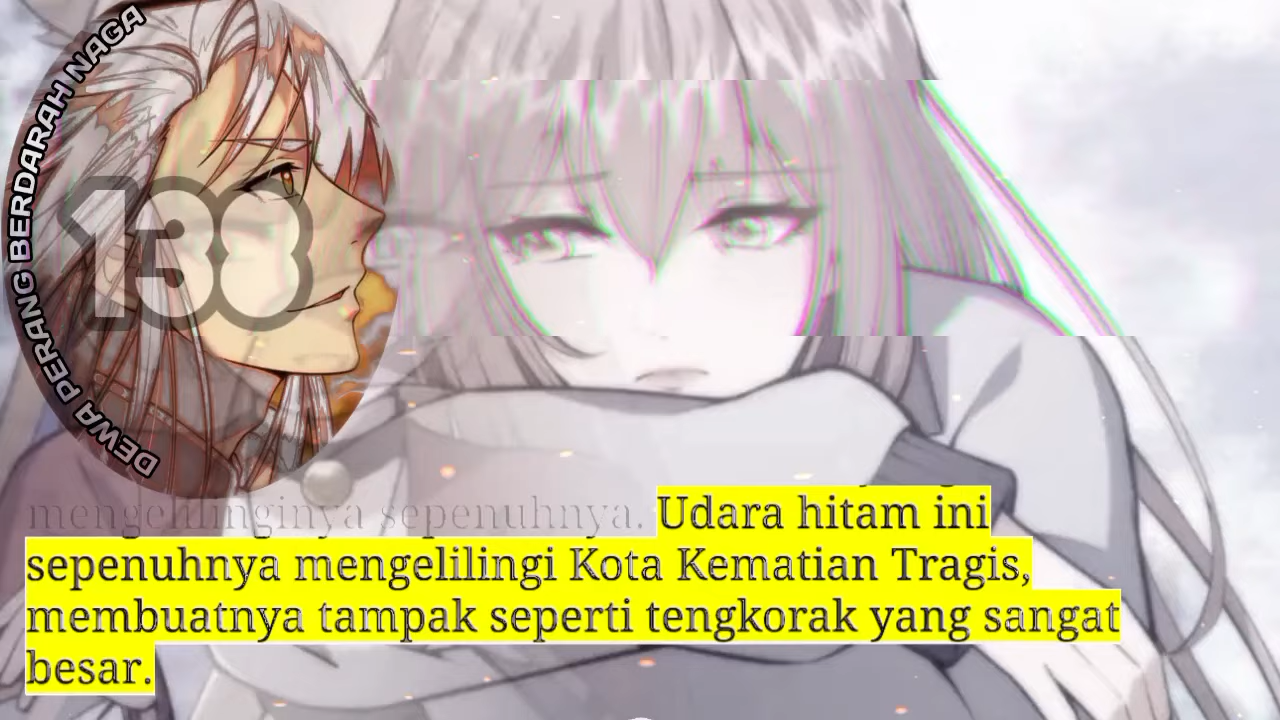 DEWA PERANG BERDARAH NAGA
138
mengelilinginya sepenuhnya. Udara hitam ini
sepenuhnya mengelilingi Kota Kematian Tragis,
membuatnya tampak seperti tengkorak yang sangat
besar.